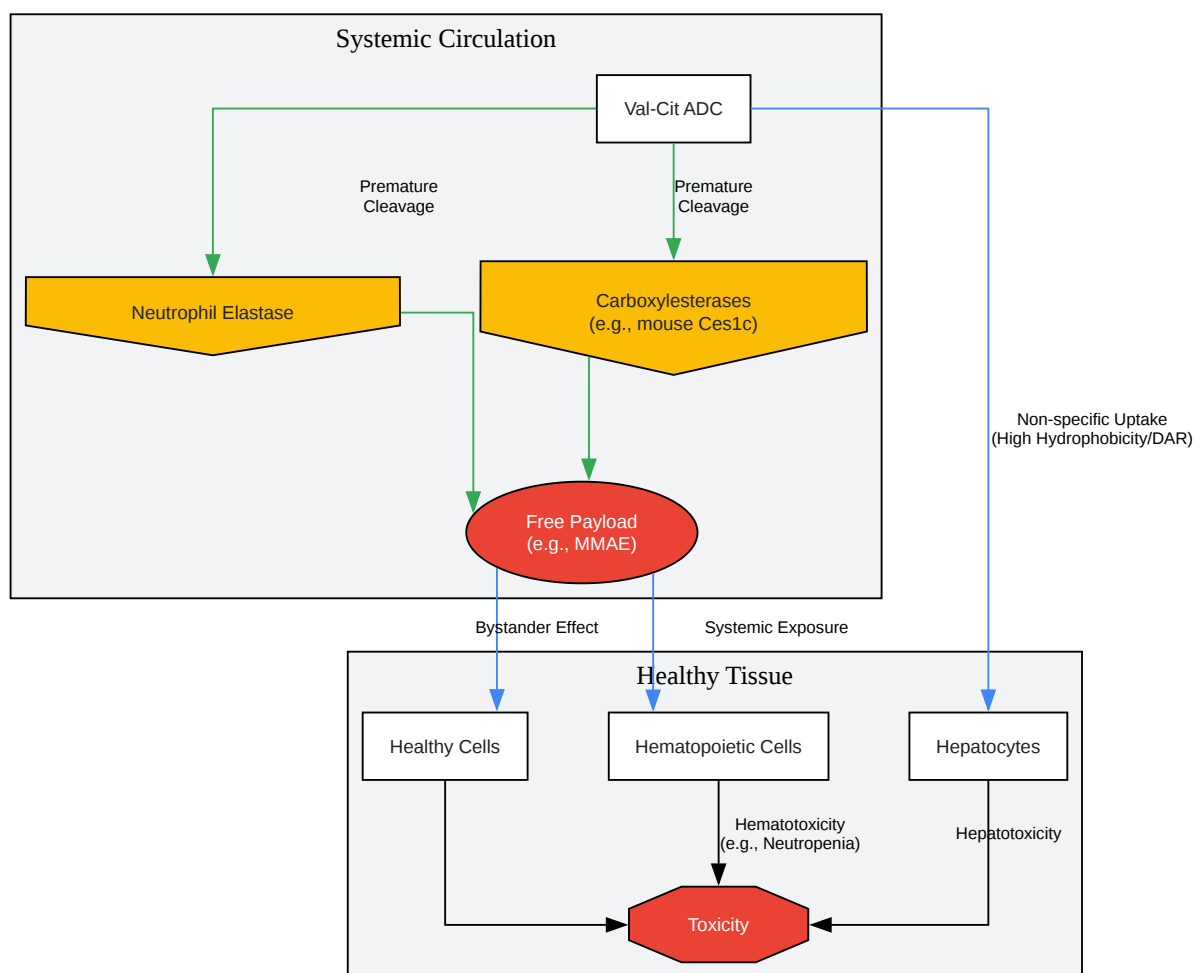 Systemic Circulation
Val-Cit ADC
Premature
Cleavage
Premature
Cleavage
Neutrophil Elastase
Carboxylesterases
(e.g., mouse Ces1c)
Non-specific Uptake
(High Hydrophobicity/DAR)
Free Payload
(e.g., MMAE)
Bystander Effect
Systemic Exposure
Healthy Tissue
Healthy Cells
Hematopoietic Cells
Hepatocytes
Hematotoxicity
(e.g., Neutropenia)
Hepatotoxicity
Toxicity